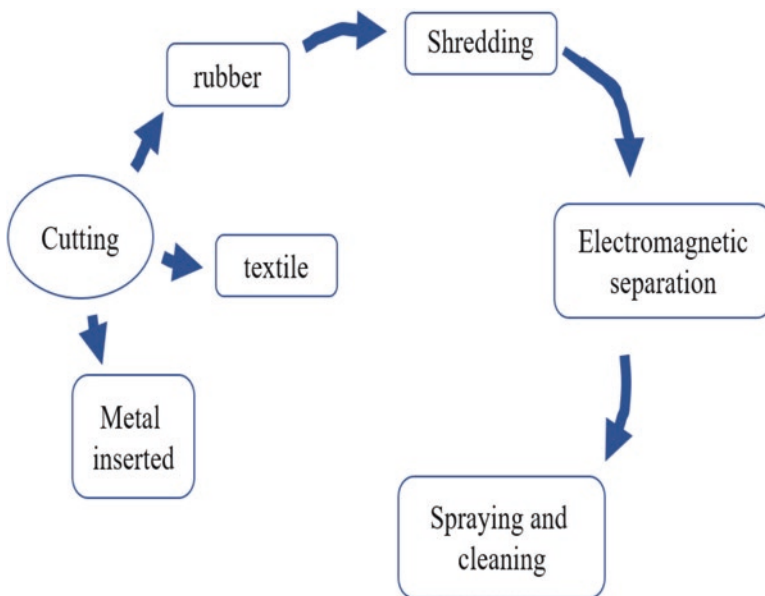 Shredding
rubber
Cutting
textile
Electromagnetic
separation
Metal
inserted
Spraying and
cleaning